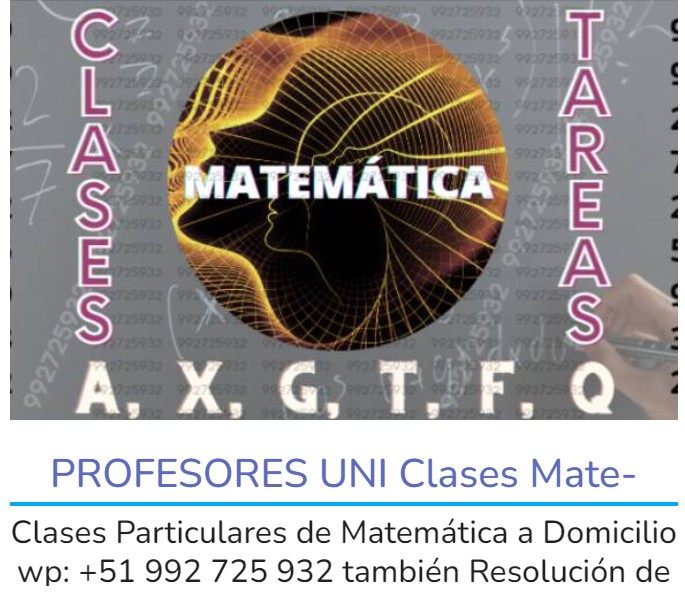 CLASES
TAREAS
MATEMÁTICA
A, X, G, T, F, Q
PROFESORES UNI Clases Mate-
Clases Particulares de Matemática a Domicilio
wp: +51 992 725 932 también Resolución de